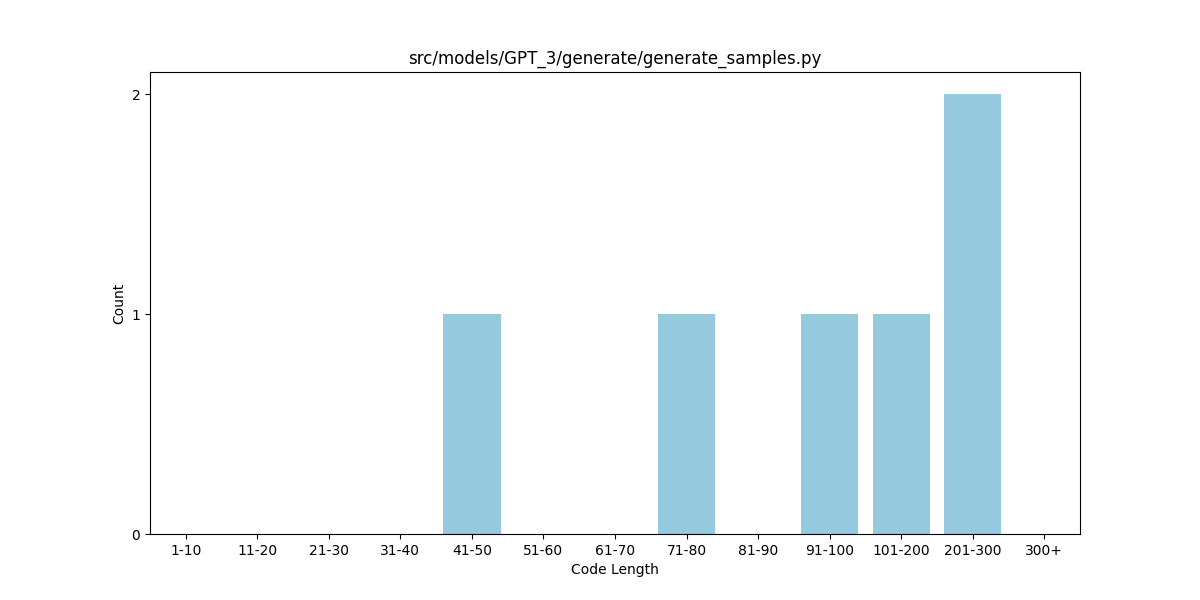 src/models/GPT_3/generate/generate_samples.py
2
1
0
Count
1-10 11-20 21-30 31-40 41-50 51-60 61-70 71-80 81-90 91-100 101-200 201-300 300+
Code Length